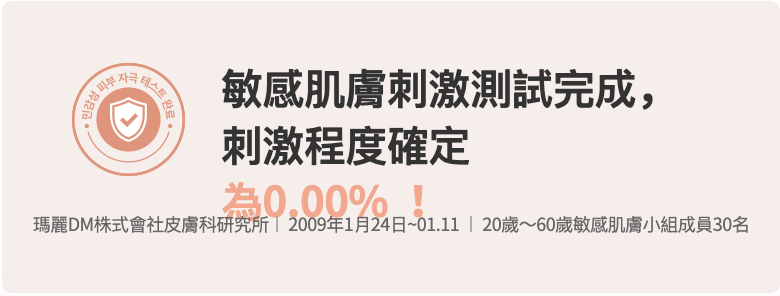 민감성 피부 자극 테스트 완료
敏感肌膚刺激測試完成，
刺激程度確定
為0.00% ！
瑪麗DM株式會社皮膚科研究所｜2009年1月24日~01.11｜20歲～60歲敏感肌膚小組成員30名